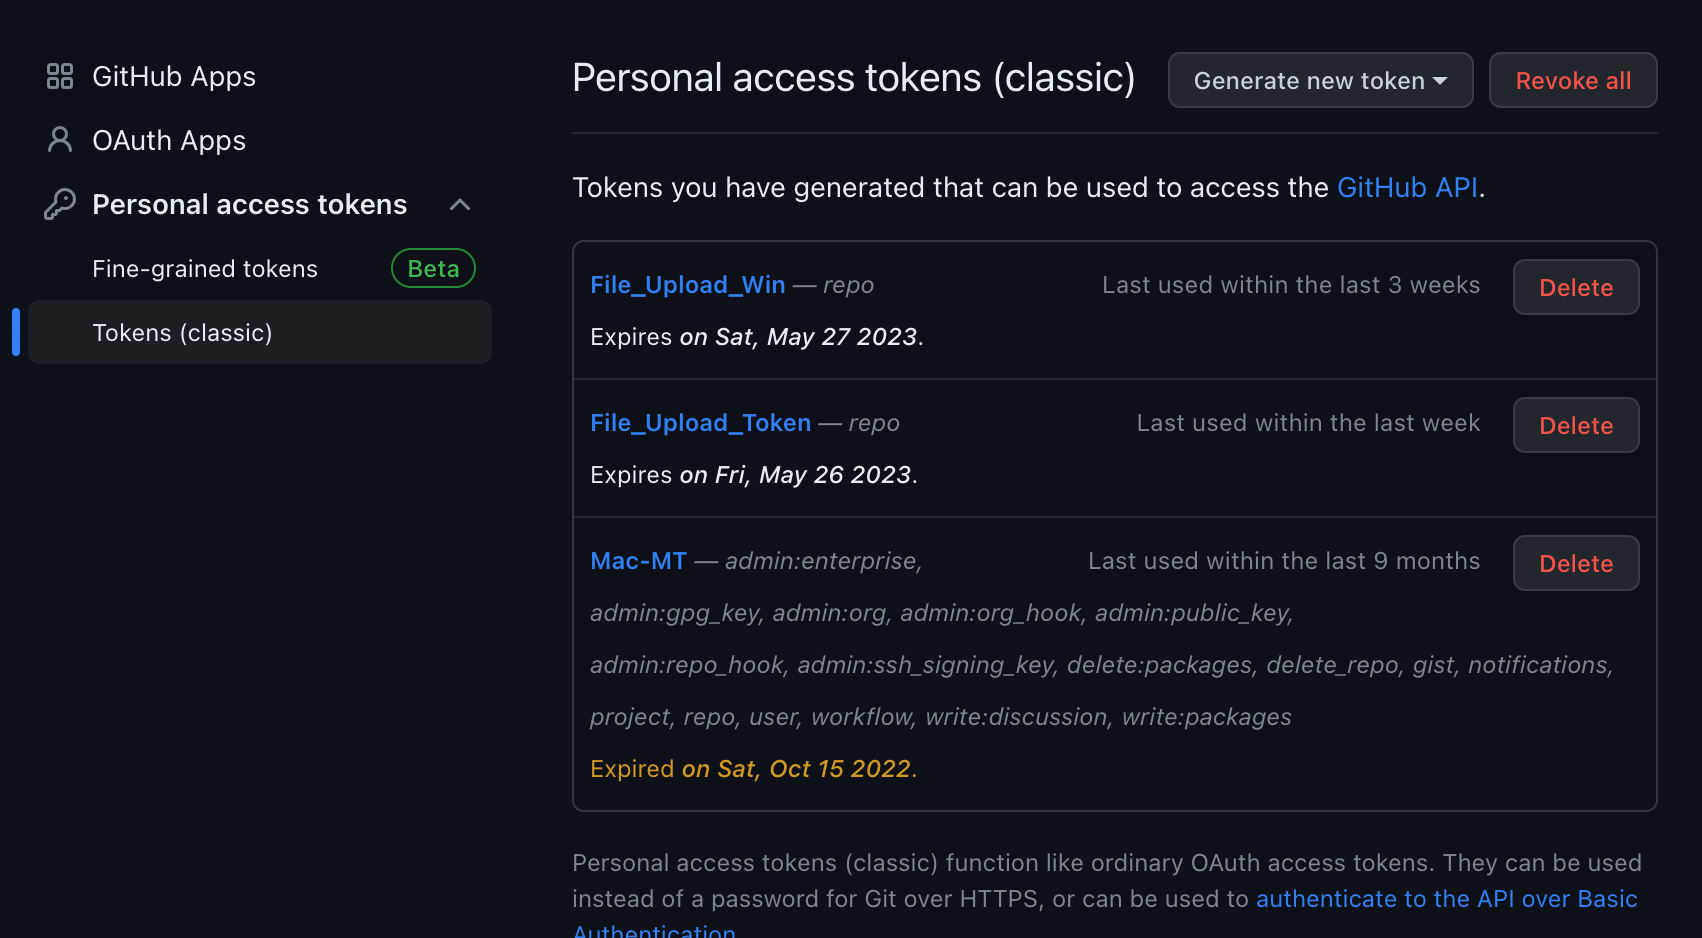 GitHub Apps
OAuth Apps
Personal access tokens
Fine-grained tokens Beta
Tokens (classic)
Personal access tokens (classic) Generate new token Revoke all
Tokens you have generated that can be used to access the GitHub API.
File_Upload_Win — repo Last used within the last 3 weeks Delete
Expires on Sat, May 27 2023.
File_Upload_Token — repo Last used within the last week Delete
Expires on Fri, May 26 2023.
Mac-MT — admin:enterprise, Last used within the last 9 months Delete
admin:gpg_key, admin:org, admin:org_hook, admin:public_key,
admin:repo_hook, admin:ssh_signing_key, delete:packages, delete_repo, gist, notifications,
project, repo, user, workflow, write:discussion, write:packages
Expired on Sat, Oct 15 2022.
Personal access tokens (classic) function like ordinary OAuth access tokens. They can be used
instead of a password for Git over HTTPS, or can be used to authenticate to the API over Basic
Authentication